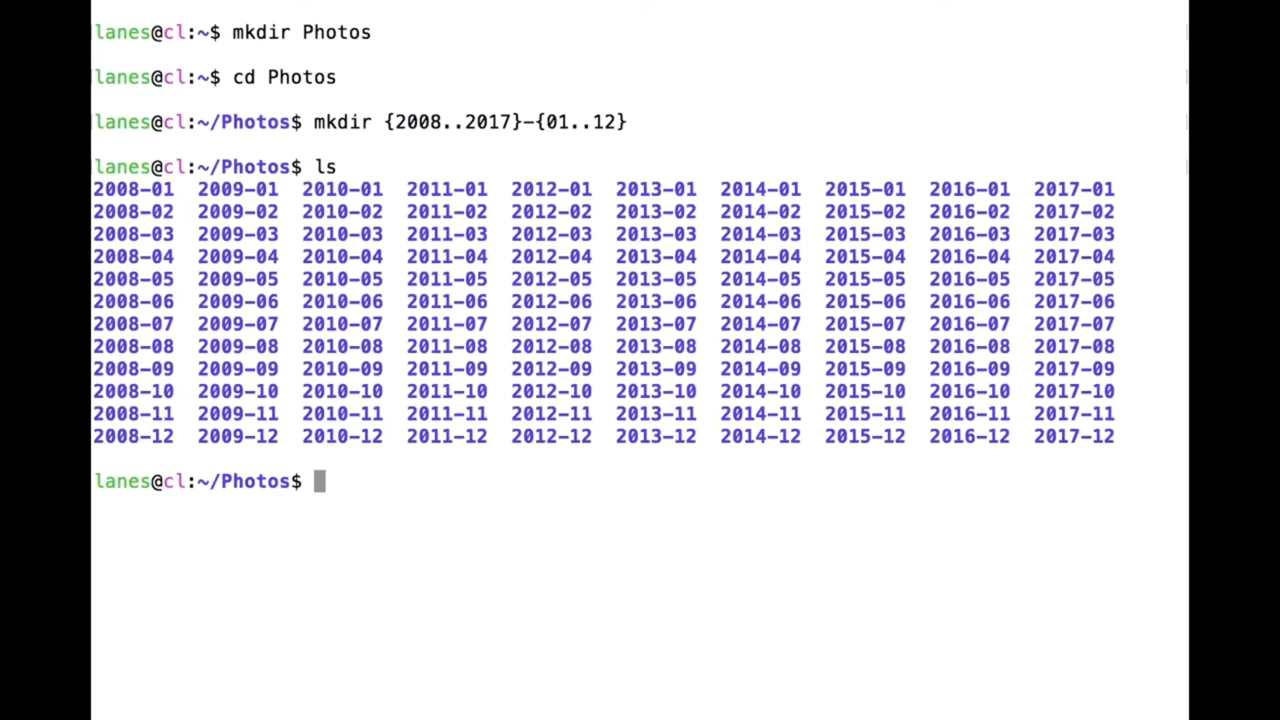 lanes@cl:~$ mkdir Photos
lanes@cl:~$ cd Photos
lanes@cl:~/Photos$ mkdir {2008..2017}-{01..12}
lanes@cl:~/Photos$ ls
2008-01 2009-01 2010-01 2011-01 2012-01 2013-01 2014-01 2015-01 2016-01 2017-01
2008-02 2009-02 2010-02 2011-02 2012-02 2013-02 2014-02 2015-02 2016-02 2017-02
2008-03 2009-03 2010-03 2011-03 2012-03 2013-03 2014-03 2015-03 2016-03 2017-03
2008-04 2009-04 2010-04 2011-04 2012-04 2013-04 2014-04 2015-04 2016-04 2017-04
2008-05 2009-05 2010-05 2011-05 2012-05 2013-05 2014-05 2015-05 2016-05 2017-05
2008-06 2009-06 2010-06 2011-06 2012-06 2013-06 2014-06 2015-06 2016-06 2017-06
2008-07 2009-07 2010-07 2011-07 2012-07 2013-07 2014-07 2015-07 2016-07 2017-07
2008-08 2009-08 2010-08 2011-08 2012-08 2013-08 2014-08 2015-08 2016-08 2017-08
2008-09 2009-09 2010-09 2011-09 2012-09 2013-09 2014-09 2015-09 2016-09 2017-09
2008-10 2009-10 2010-10 2011-10 2012-10 2013-10 2014-10 2015-10 2016-10 2017-10
2008-11 2009-11 2010-11 2011-11 2012-11 2013-11 2014-11 2015-11 2016-11 2017-11
2008-12 2009-12 2010-12 2011-12 2012-12 2013-12 2014-12 2015-12 2016-12 2017-12
lanes@cl:~/Photos$